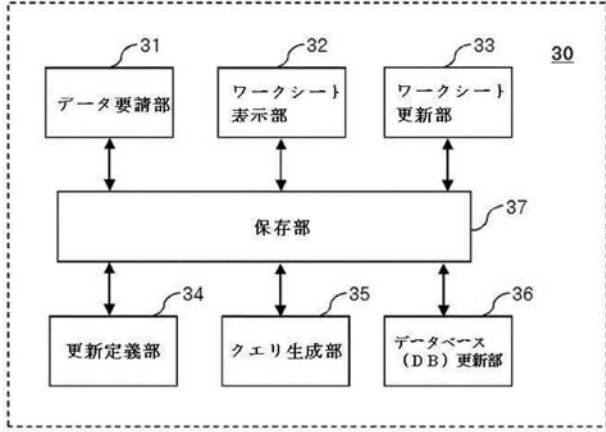 31
32
33
30
データ要請部
ワークシート
表示部
ワークシート
更新部
保存部
37
34
35
36
更新定義部
クエリ生成部
データベース
(DB)更新部